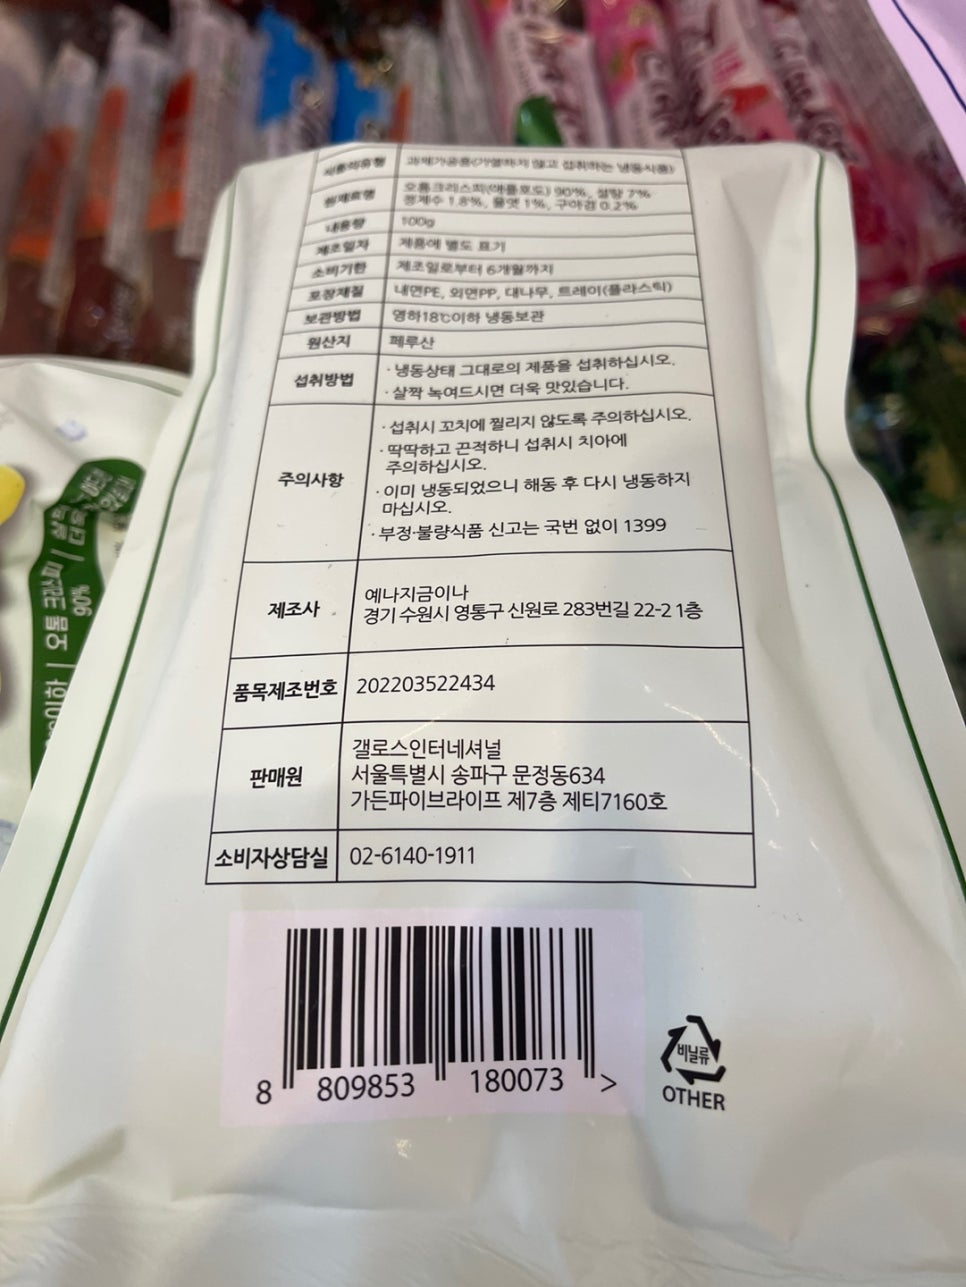 식품의유형 과채가공품(가열하지 않고 섭취하는 냉동식품)
원재료명 90%, 설탕 7%
정제수 1.8%, 물엿 1%, 구아검 0.2%
내용량 100g
제조일자 제품에 별도 표기
소비기한 제조일로부터 6개월까지
포장재질 내면PE, 외면PP, 대나무, 트레이(플라스틱)
보관방법 영하18℃이하 냉동보관
원산지 페루산
섭취방법
· 냉동상태 그대로의 제품을 섭취하십시오.
· 살짝 녹여드시면 더욱 맛있습니다.
주의사항
· 섭취시 꼬치에 찔리지 않도록 주의하십시오.
· 딱딱하고 끈적하니 섭취시 치아에
주의하십시오.
· 이미 냉동되었으니 해동 후 다시 냉동하지
마십시오.
· 부정·불량식품 신고는 국번 없이 1399
제조사
예나지금이나
경기 수원시 영통구 신원로 283번길 22-2 1층
품목제조번호 202203522434
판매원
갤로스인터네셔널
서울특별시 송파구 문정동634
가든파이브라이프 제7층 제티7160호
소비자상담실 02-6140-1911
8 809853 180073 >
비닐류
OTHER
90%